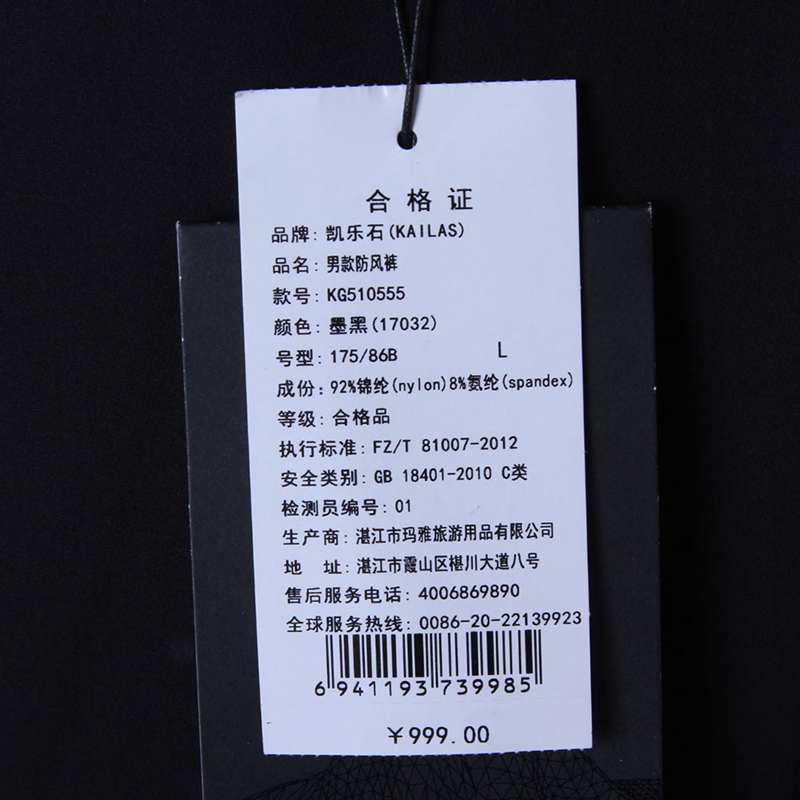 合格证
品牌: 凯乐石(KAILAS)
品名: 男款防风裤
款号: KG510555
颜色: 墨黑(17032)
号型: 175/86B L
成份: 92%锦纶(nylon)8%氨纶(spandex)
等级: 合格品
执行标准: FZ/T 81007-2012
安全类别: GB 18401-2010 C类
检测员编号: 01
生产商: 湛江市玛雅旅游用品有限公司
地 址: 湛江市霞山区椹川大道八号
售后服务电话: 4006869890
全球服务热线: 0086-20-22139923
6 941193 739985
￥999.00